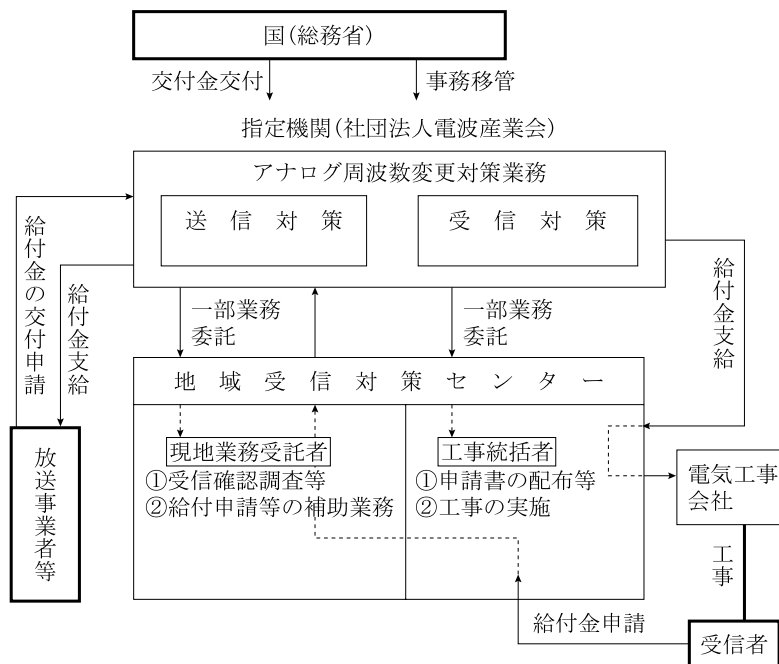 国(総務省)
交付金交付
事務移管
指定機関(社団法人電波産業会)
アナログ周波数変更対策業務
送信対策
受信対策
給付金の交付申請
給付金支給
給付金支給
一部業務
委託
一部業務
委託
地域受信対策センター
現地業務受託者
①受信確認調査等
②給付申請等の補助業務
工事統括者
①申請書の配布等
②工事の実施
放送事業者等
電気工事
会社
工事
給付金申請
受信者